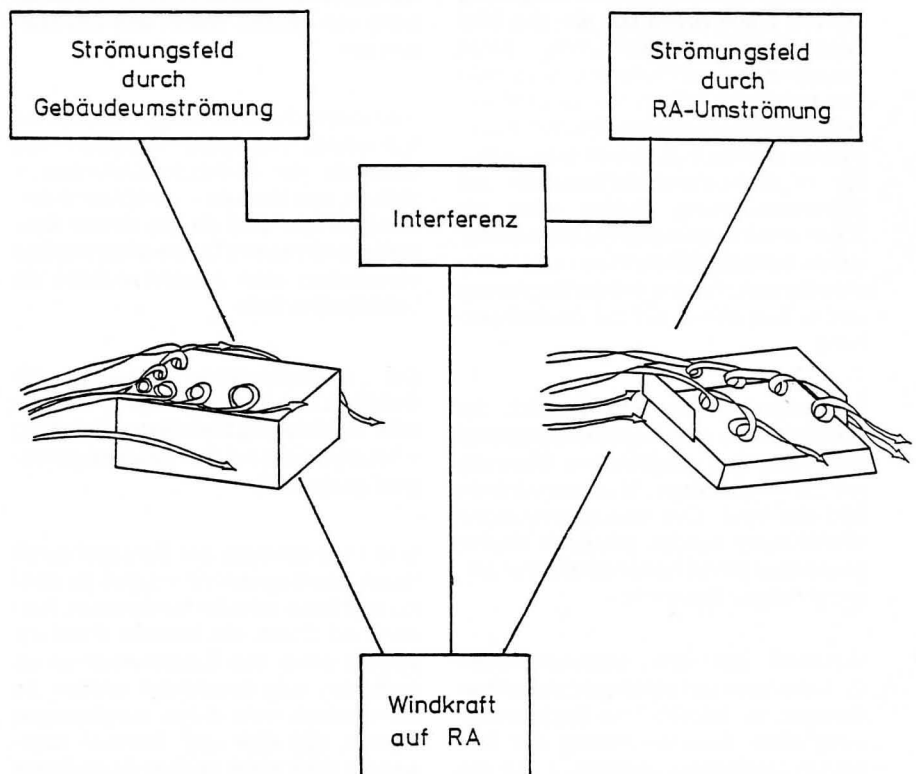 Strömungsfeld
durch
Gebäudeumströmung
Strömungsfeld
durch
RA-Umströmung
Interferenz
Windkraft
auf RA